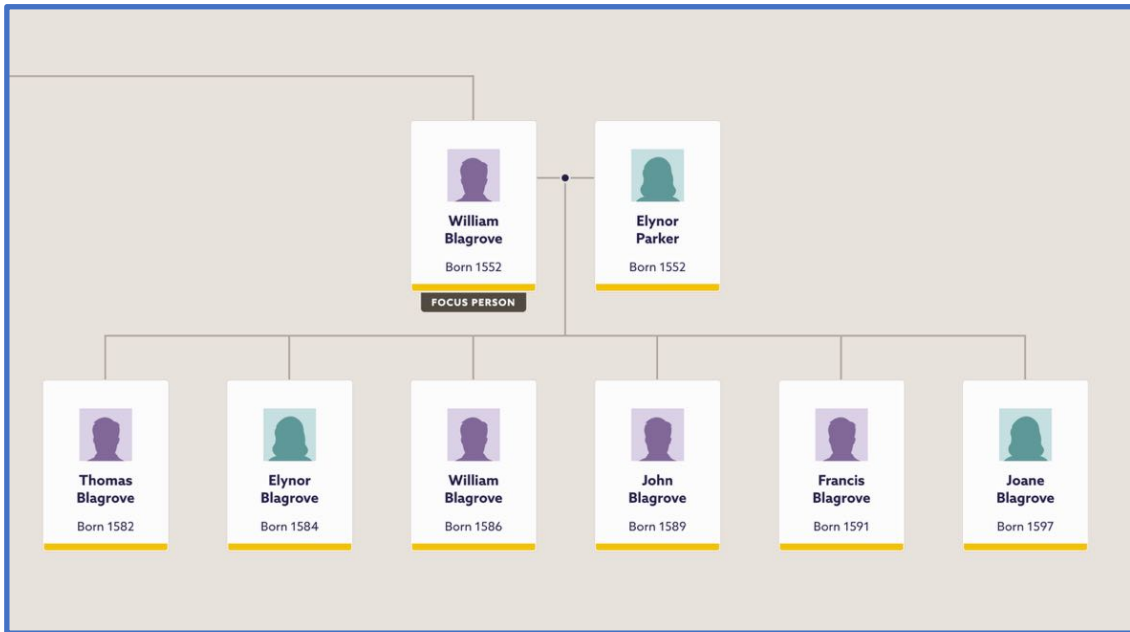 William
Blagrove
Born 1552
FOCUS PERSON
Elynor
Parker
Born 1552
Thomas
Blagrove
Born 1582
Elynor
Blagrove
Born 1584
William
Blagrove
Born 1586
John
Blagrove
Born 1589
Francis
Blagrove
Born 1591
Joane
Blagrove
Born 1597